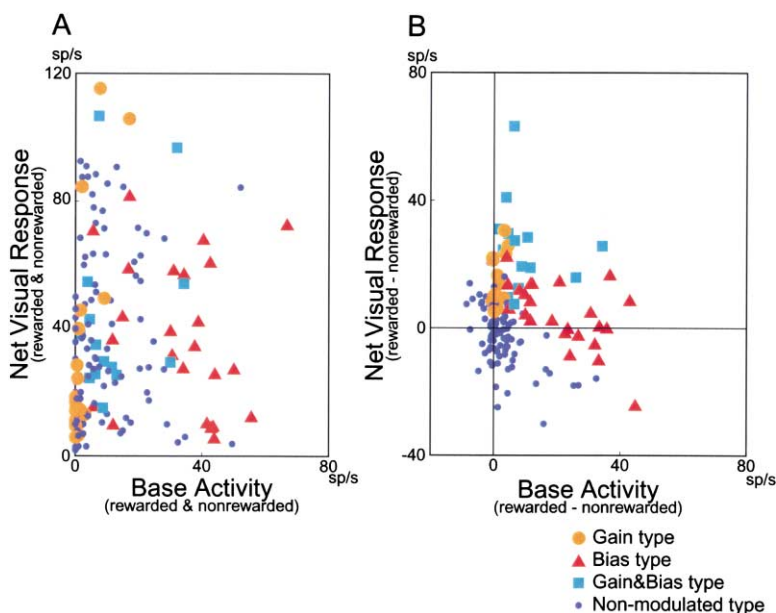 A
sp/s
120
80
40
0
Net Visual Response
(rewarded & nonrewarded)
0
40
80
sp/s
Base Activity
(rewarded & nonrewarded)
B
sp/s
80
40
0
-40
Net Visual Response
(rewarded - nonrewarded)
0
40
80
sp/s
Base Activity
(rewarded - nonrewarded)
Gain type
Bias type
Gain&Bias type
Non-modulated type